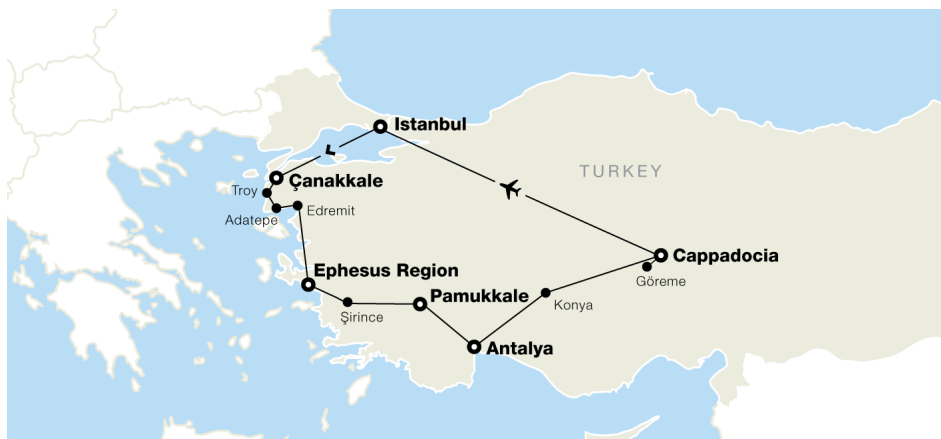 Istanbul
TURKEY
Çanakkale
Troy
Adatepe
Edremit
Cappadocia
Göreme
Ephesus Region
Pamukkale
Konya
Şirince
Antalya